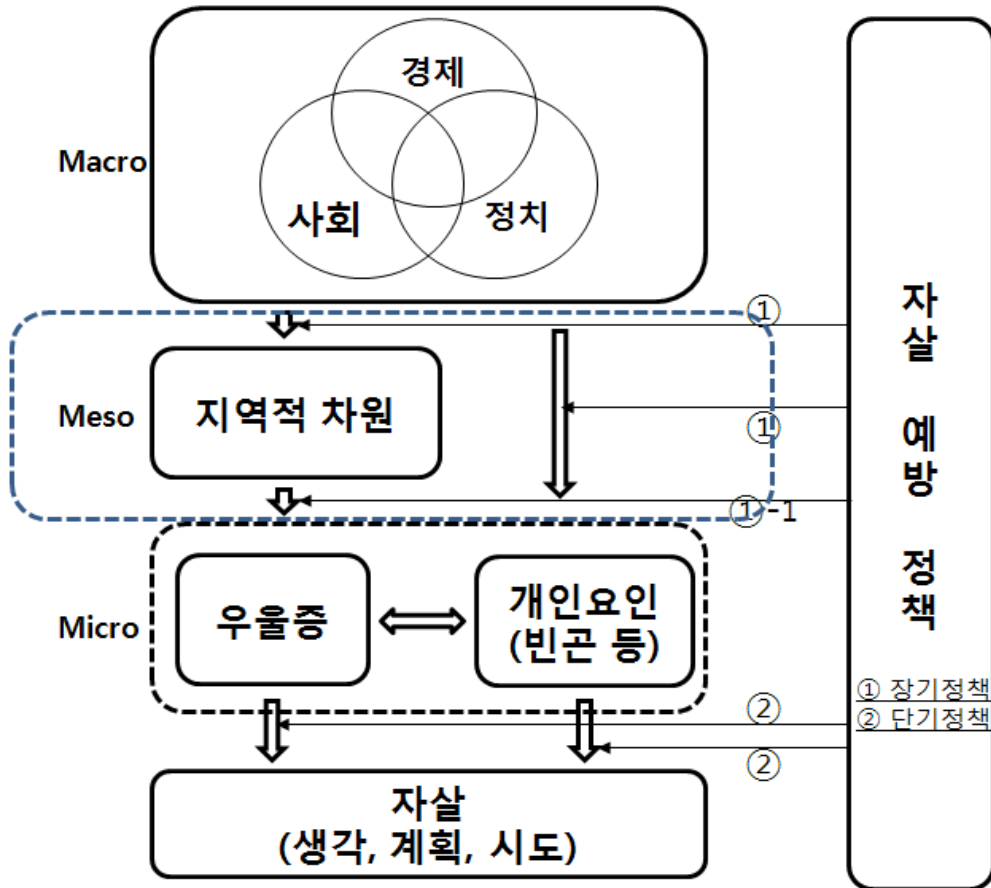 경제
Macro
사회
정치
①
Meso
지역적 차원
①
①-1
Micro
우울증
개인요인
(빈곤 등)
②
②
자살
(생각, 계획, 시도)
자
살
예
방
정
책
① 장기정책
② 단기정책